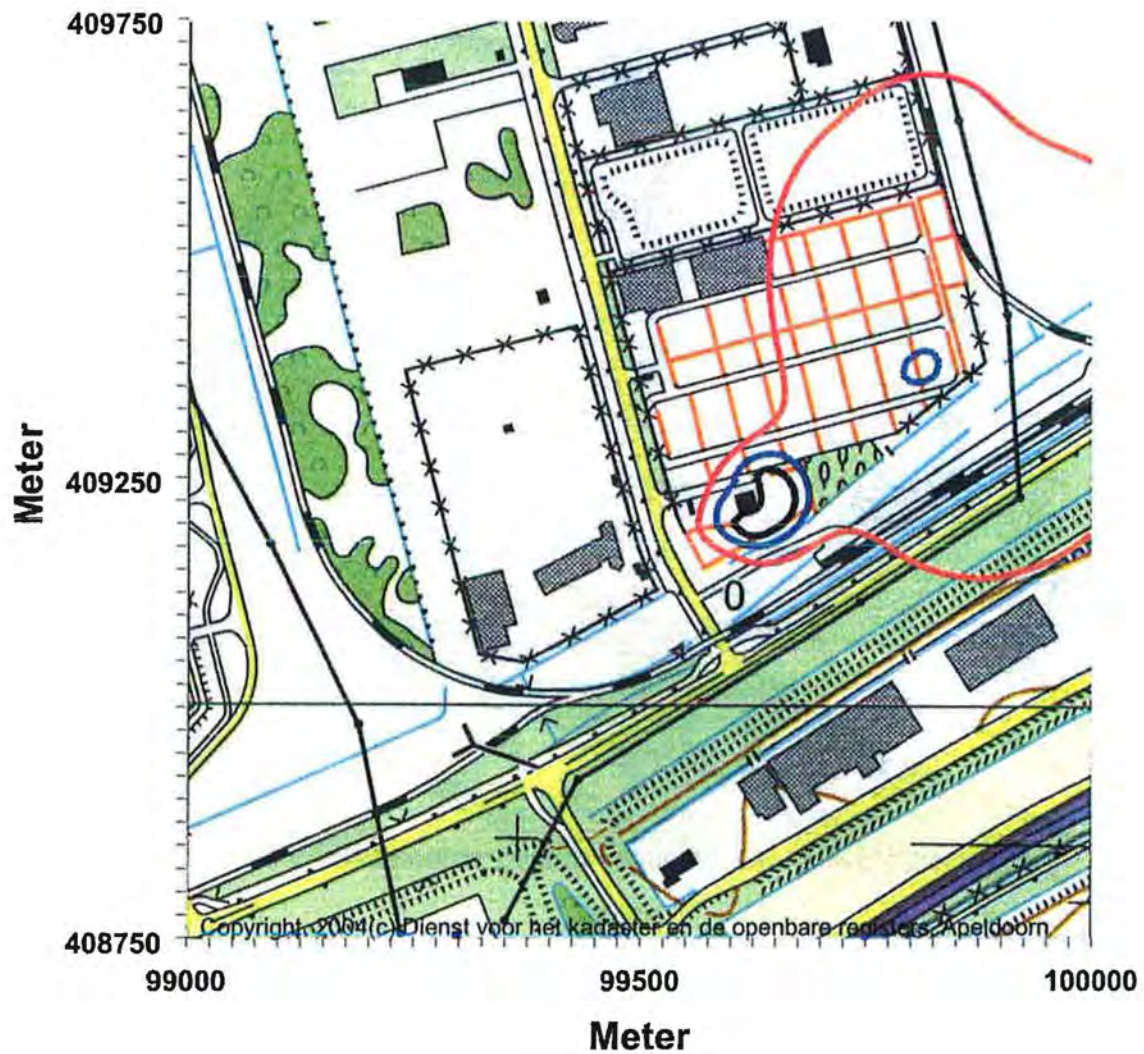 409750
Meter
409250
0
Copyright, 2004(c) Dienst voor het kadaster en de openbare registers, Apeldoorn
408750
99000
99500
100000
Meter